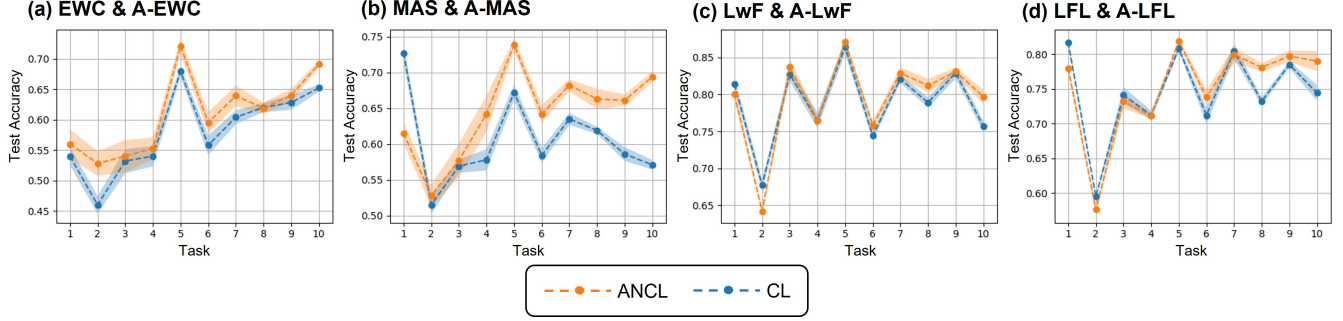 (a) EWC & A-EWC
Test Accuracy
0.70
0.65
0.60
0.55
0.50
0.45
1 2 3 4 5 6 7 8 9 10
Task
(b) MAS & A-MAS
Test Accuracy
0.75
0.70
0.65
0.60
0.55
0.50
1 2 3 4 5 6 7 8 9 10
Task
(c) LwF & A-LwF
Test Accuracy
0.85
0.80
0.75
0.70
0.65
1 2 3 4 5 6 7 8 9 10
Task
(d) LFL & A-LFL
Test Accuracy
0.80
0.75
0.70
0.65
0.60
1 2 3 4 5 6 7 8 9 10
Task
ANCL CL